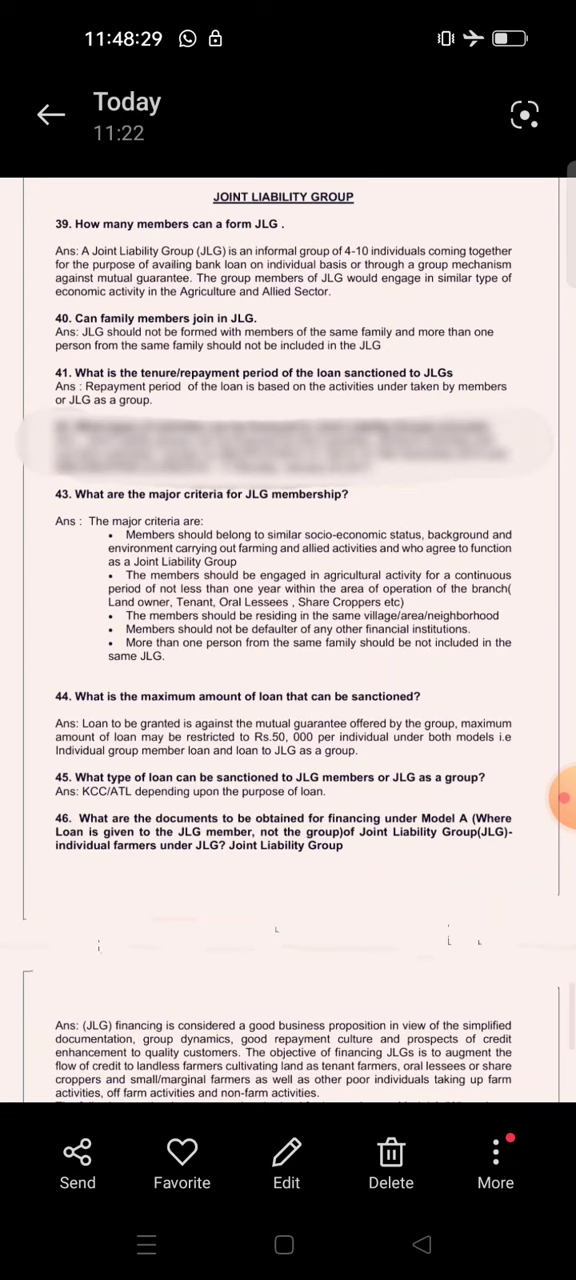 11:48:29
Today
11:22
JOINT LIABILITY GROUP
39. How many members can a form JLG .
Ans: A Joint Liability Group (JLG) is an informal group of 4-10 individuals coming together
for the purpose of availing bank loan on individual basis or through a group mechanism
against mutual guarantee. The group members of JLG would engage in similar type of
economic activity in the Agriculture and Allied Sector.
40. Can family members join in JLG.
Ans: JLG should not be formed with members of the same family and more than one
person from the same family should not be included in the JLG
41. What is the tenure/repayment period of the loan sanctioned to JLGs
Ans : Repayment period of the loan is based on the activities under taken by members
or JLG as a group.
43. What are the major criteria for JLG membership?
Ans : The major criteria are:
• Members should belong to similar socio-economic status, background and
environment carrying out farming and allied activities and who agree to function
as a Joint Liability Group
• The members should be engaged in agricultural activity for a continuous
period of not less than one year within the area of operation of the branch(
Land owner, Tenant, Oral Lessees , Share Croppers etc)
• The members should be residing in the same village/area/neighborhood
• Members should not be defaulter of any other financial institutions.
• More than one person from the same family should be not included in the
same JLG.
44. What is the maximum amount of loan that can be sanctioned?
Ans: Loan to be granted is against the mutual guarantee offered by the group, maximum
amount of loan may be restricted to Rs.50, 000 per individual under both models i.e
Individual group member loan and loan to JLG as a group.
45. What type of loan can be sanctioned to JLG members or JLG as a group?
Ans: KCC/ATL depending upon the purpose of loan.
46. What are the documents to be obtained for financing under Model A (Where
Loan is given to the JLG member, not the group)of Joint Liability Group(JLG)-
individual farmers under JLG? Joint Liability Group
Ans: (JLG) financing is considered a good business proposition in view of the simplified
documentation, group dynamics, good repayment culture and prospects of credit
enhancement to quality customers. The objective of financing JLGs is to augment the
flow of credit to landless farmers cultivating land as tenant farmers, oral lessees or share
croppers and small/marginal farmers as well as other poor individuals taking up farm
activities, off farm activities and non-farm activities.
Send
Favorite
Edit
Delete
More